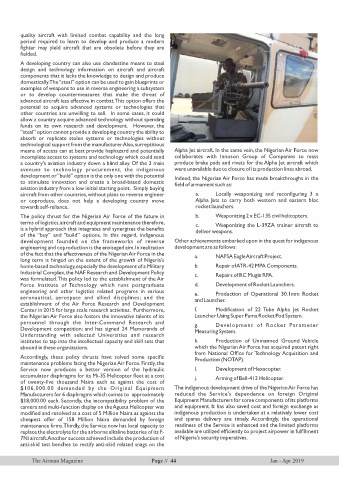 quality aircraft with limited combat capability and the long
period required to learn to develop and produce a modern
fighter may yield aircraft that are obsolete before they are
fielded.
A developing country can also use clandestine means to steal
design and technology information on aircraft and aircraft
components that it lacks the knowledge to design and produce
domestically. The "steal" option can be used to gain blueprints or
examples of weapons to use in reverse engineering a subsystem
or to develop countermeasures that make the threat of
advanced aircraft less effective in combat. This option offers the
potential to acquire advanced systems or technologies that
other countries are unwilling to sell. In some cases, it could
allow a country acquire advanced technology without spending
funds on its own research and development. However, the
"steal" option cannot provide a developing country the ability to
absorb or replicate stolen systems or technologies without
technological support from the manufacturer. Also, surreptitious
means of access can at best provide haphazard and potentially
incomplete access to systems and technology which could send
a country's aviation industry down a blind alley. Of the 3 main
avenues to technology procurement, the indigenous
development or "build" option is the only one with the potential
to stimulate innovation and create a broad-based domestic
aviation industry from a low initial starting point. Simply buying
aircraft from other countries, without plans to reverse engineer
or coproduce, does not help a developing country move
towards self-reliance.
The policy thrust for the Nigerian Air Force of the future in
terms of logistics, aircraft and equipment maintenance therefore,
is a hybrid approach that integrates and synergizes the benefits
of the "buy" and "build" options. In this regard, indigenous
development founded on the frameworks of reverse
engineering and coproduction is the envisaged aim. In realization
of the fact that the effectiveness of the Nigerian Air Force in the
long term is hinged on the extent of the growth of Nigeria's
home-based technology, especially the development of a Military
Industrial Complex, the NAF Research and Development Policy
was formulated. This policy led to the establishment of the Air
Force Institute of Technology which runs postgraduate
engineering and other logistics related programs in various
aeronautical, aerospace and allied disciplines; and the
establishment of the Air Force Research and Development
Center in 2015 for large scale research activities. Furthermore,
the Nigerian Air Force also fosters the innovative talents of its
personnel through the Inter-Command Research and
Development competition; and has signed 24 Memoranda of
Understanding with selected Universities and research
institutes to tap into the intellectual capacity and skill sets that
abound in these organizations.
Accordingly, these policy thrusts have solved some specific
maintenance problems facing the Nigerian Air Force. Firstly, the
Service now produces a better version of the hydraulic
accumulator diaphragms for its Mi-35 Helicopter fleet at a cost
of twenty-five thousand Naira each as against the cost of
$106,000.00 demanded by the Original Equipment
Manufacturers for 6 diaphragms which comes to approximately
$18,000.00 each. Secondly, the incompatibility problem of the
camera and multi-function display on the Agusta Helicopter was
modified and resolved at a cost of 5 Million Naira as against the
cheapest offer of 158 Million Naira demanded by foreign
maintenance firms. Thirdly, the Service now has local capacity to
replace the electrolyte for the airborne alkaline batteries of its F-
7Ni aircraft. Another success achieved include the production of
anti-skid test benches to rectify anti-skid related snags on the
Alpha Jet aircraft. In the same vein, the Nigerian Air Force now
collaborates with Innoson Group of Companies to mass
produce brake pads and rivets for the Alpha Jet aircraft which
were unavailable due to closure of its production lines abroad.
Indeed, the Nigerian Air Force has made breakthroughs in the
field of armament such as:
a. Locally weaponizing and reconfiguring 3 x
Alpha Jets to carry both western and eastern bloc
rocket launchers
b. Weaponizing 2 x EC-135 civil helicopters.
c. Weaponizing the L-39ZA trainer aircraft to
deliver weapons.
Other achievements embarked upon in the quest for indigenous
development are as follows:
a. NAFSA Eagle Aircraft Project.
b. Repair of ATR-42 MPA Components
c. Repairs of RC Mugin RPA.
d. Development of Rocket Launchers.
e. Production of Operational 30.1mm Rocket
and Launcher.
f. Modification of 22 Tube Alpha Jet Rocket
Launcher Using Super Puma Rocket Pod System.
g. Development of Rocket Parameter
Measuring System
h. Production of Unmanned Ground Vehicle
which the Nigerian Air Force has acquired patent right
from National Office for Technology Acquisition and
Production (NOTAP).
i. Development of Hexacopter.
j. Arming of Bell-412 Helicopter.
The indigenous development drive of the Nigerian Air Force has
reduced the Service's dependence on foreign Original
Equipment Manufacturers for some components of its platforms
and equipment. It has also saved cost and foreign exchange as
indigenous production is undertaken at a relatively lower cost
and spares delivery are timely. Accordingly, the operational
readiness of the Service is enhanced and the limited platforms
available are utilized efficiently to project airpower in fulfillment
of Nigeria's security imperatives.
The Airman Magazine Page // 44 Jan - Apr 2019